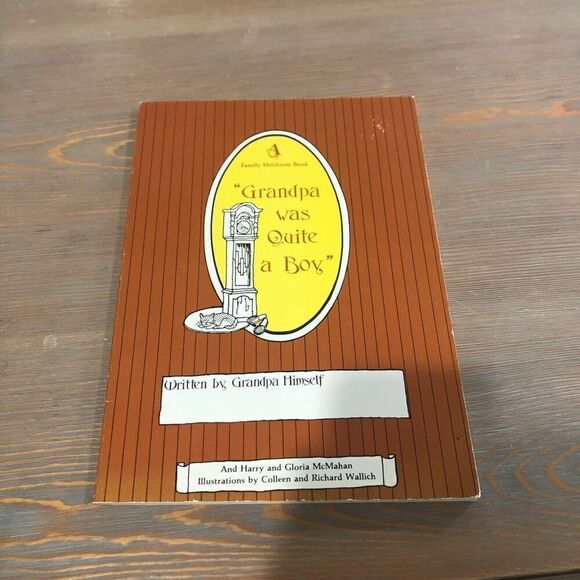 A
Family Heirloom Book
"Grandpa
was
Quite
a Boy"
Written by Grandpa Himself
And Harry and Gloria McMahan
Illustrations by Colleen and Richard Wallich